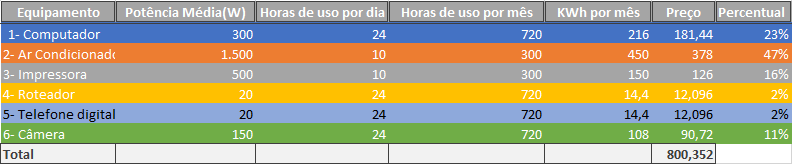 Equipamento Potência Média(W) Horas de uso por dia Horas de uso por mês KWh por mês Preço Percentual
1- Computador 300 24 720 216 181,44 23%
2- Ar Condicionado 1.500 10 300 450 378 47%
3- Impressora 500 10 300 150 126 16%
4- Roteador 20 24 720 14,4 12,096 2%
5- Telefone digital 20 24 720 14,4 12,096 2%
6- Câmera 150 24 720 108 90,72 11%
Total 800,352